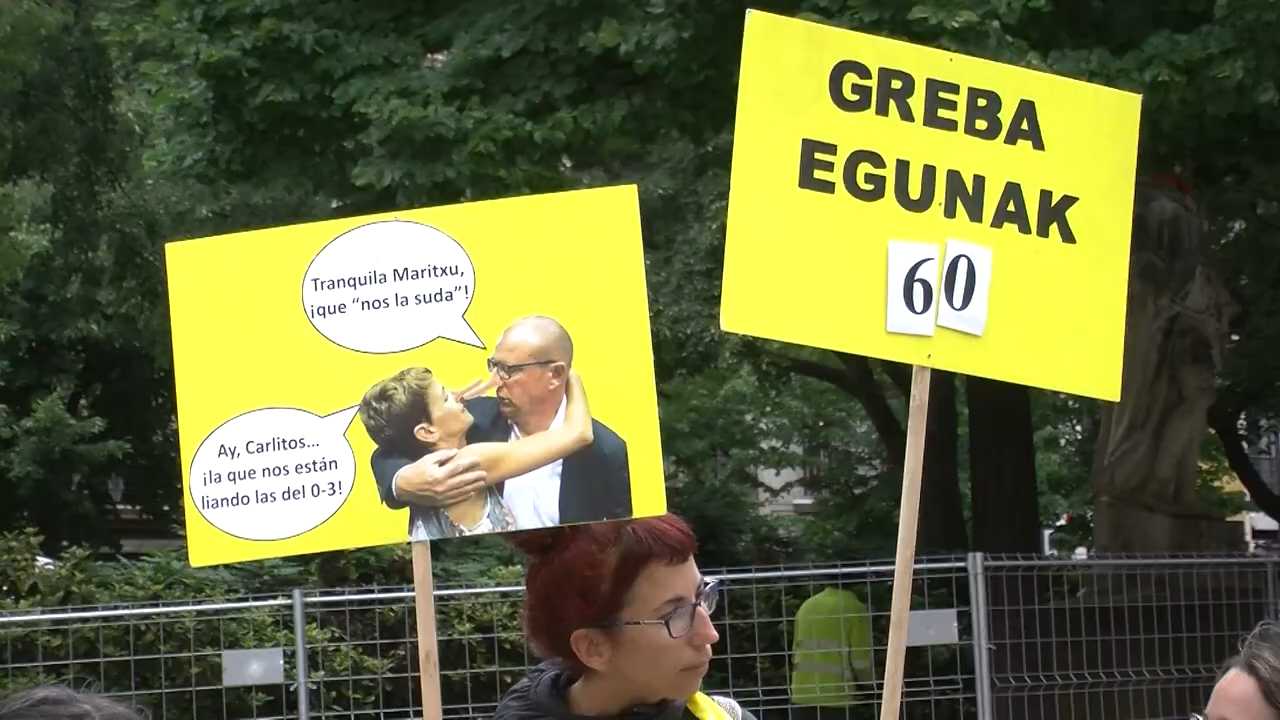 Tranquila Maritxu,
¡que “nos la suda”!
Ay, Carlitos...
¡la que nos están
liando las del 0-3!
GREBA
EGUNAK
60